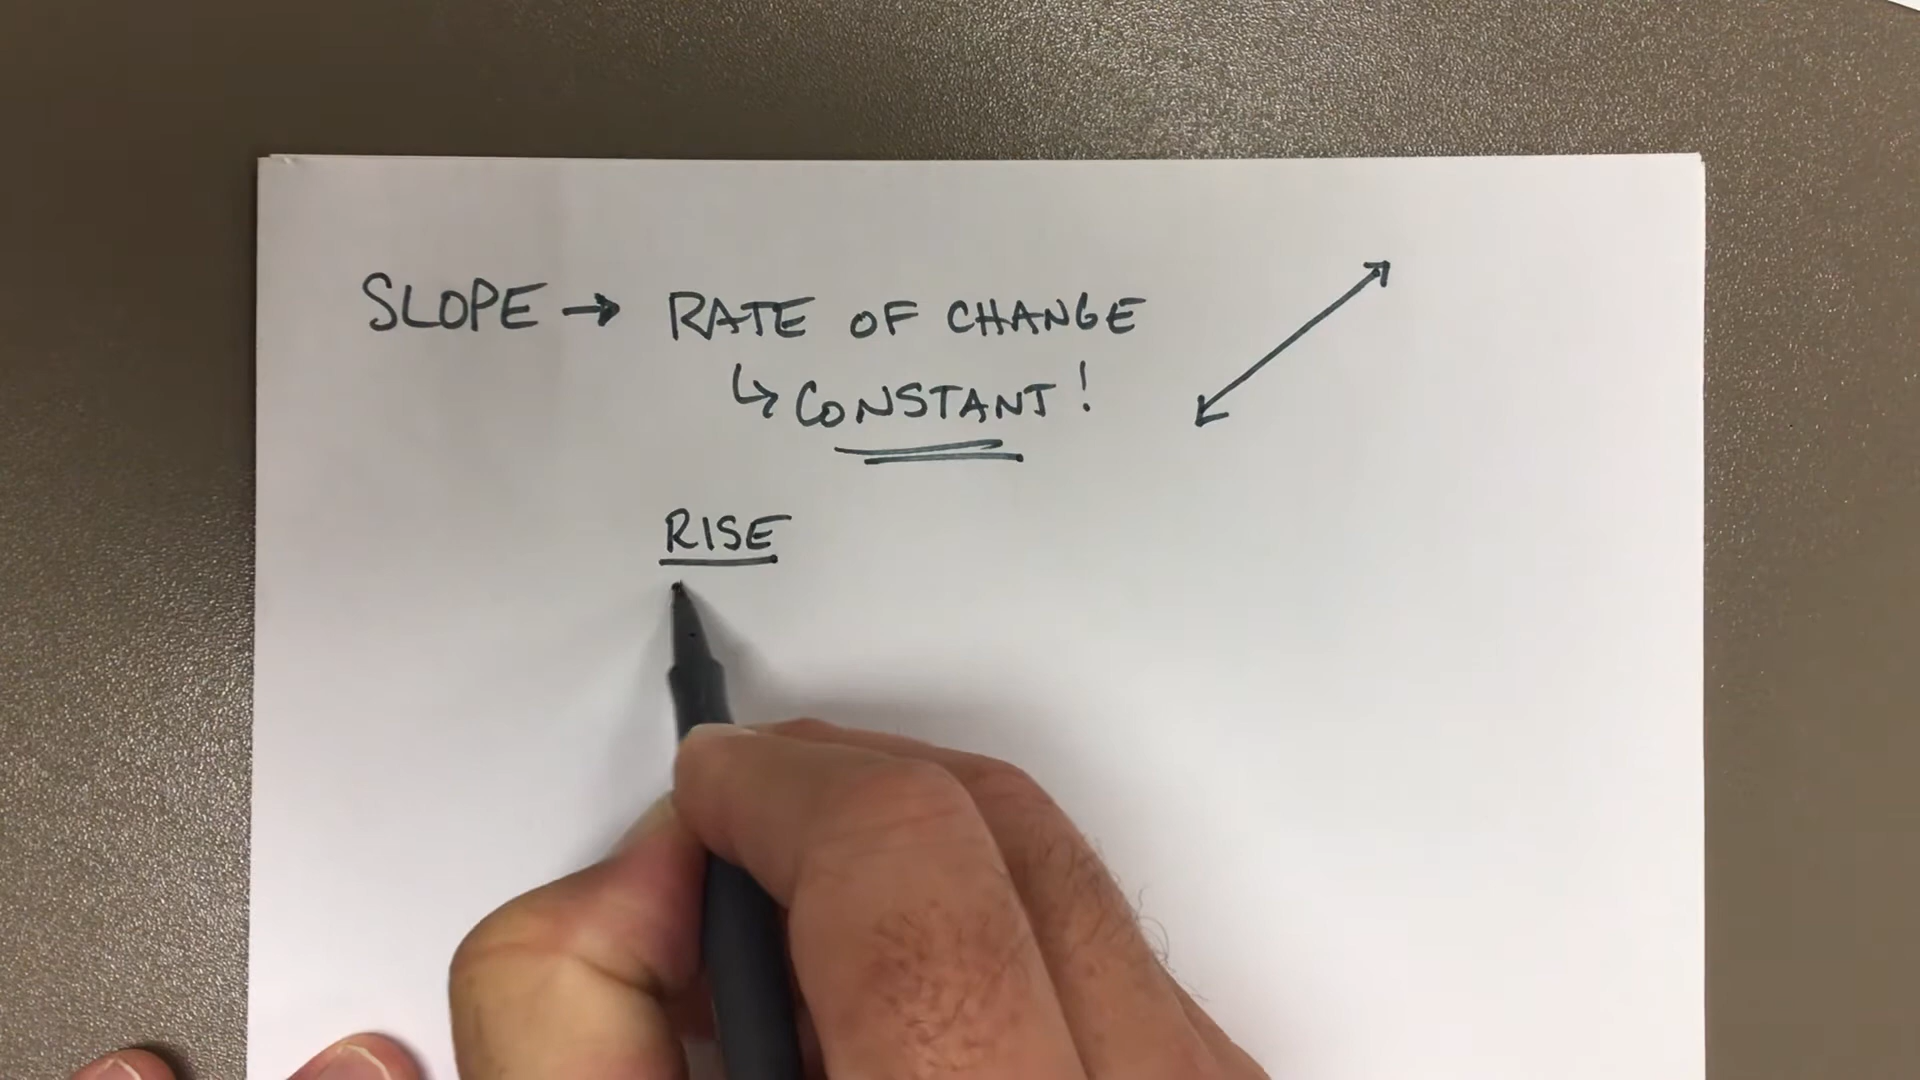 SLOPE → RATE OF CHANGE
↳ CONSTANT!
RISE